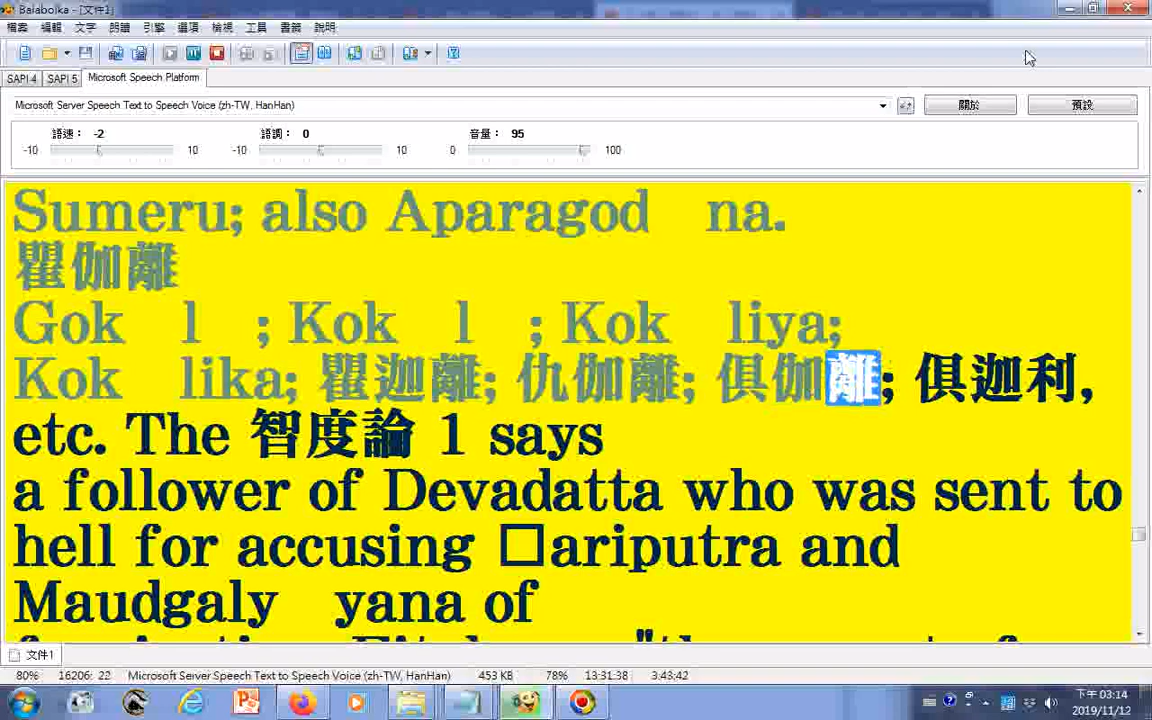 Balabolka - [文件1]
檔案 編輯 文字 朗讀 引擎 選項 檢視 工具 書籤 說明
SAPI 4 SAPI 5 Microsoft Speech Platform
Microsoft Server Speech Text to Speech Voice (zh-TW, HanHan) 關於 預設
語速： -2 語調： 0 音量： 95
-10 10 -10 10 0 100
Sumeru; also Aparagod na.
瞿伽離
Gok l ; Kok l ; Kok liya;
Kok lika; 瞿迦離; 仇伽離; 俱伽離; 俱迦利,
etc. The 智度論 1 says
a follower of Devadatta who was sent to
hell for accusing □ariputra and
Maudgaly yana of
文件1
80% 16206: 22 Microsoft Server Speech Text to Speech Voice (zh-TW, HanHan) 453 KB 78% 13:31:38 3:43:42
下午 03:14
2019/11/12